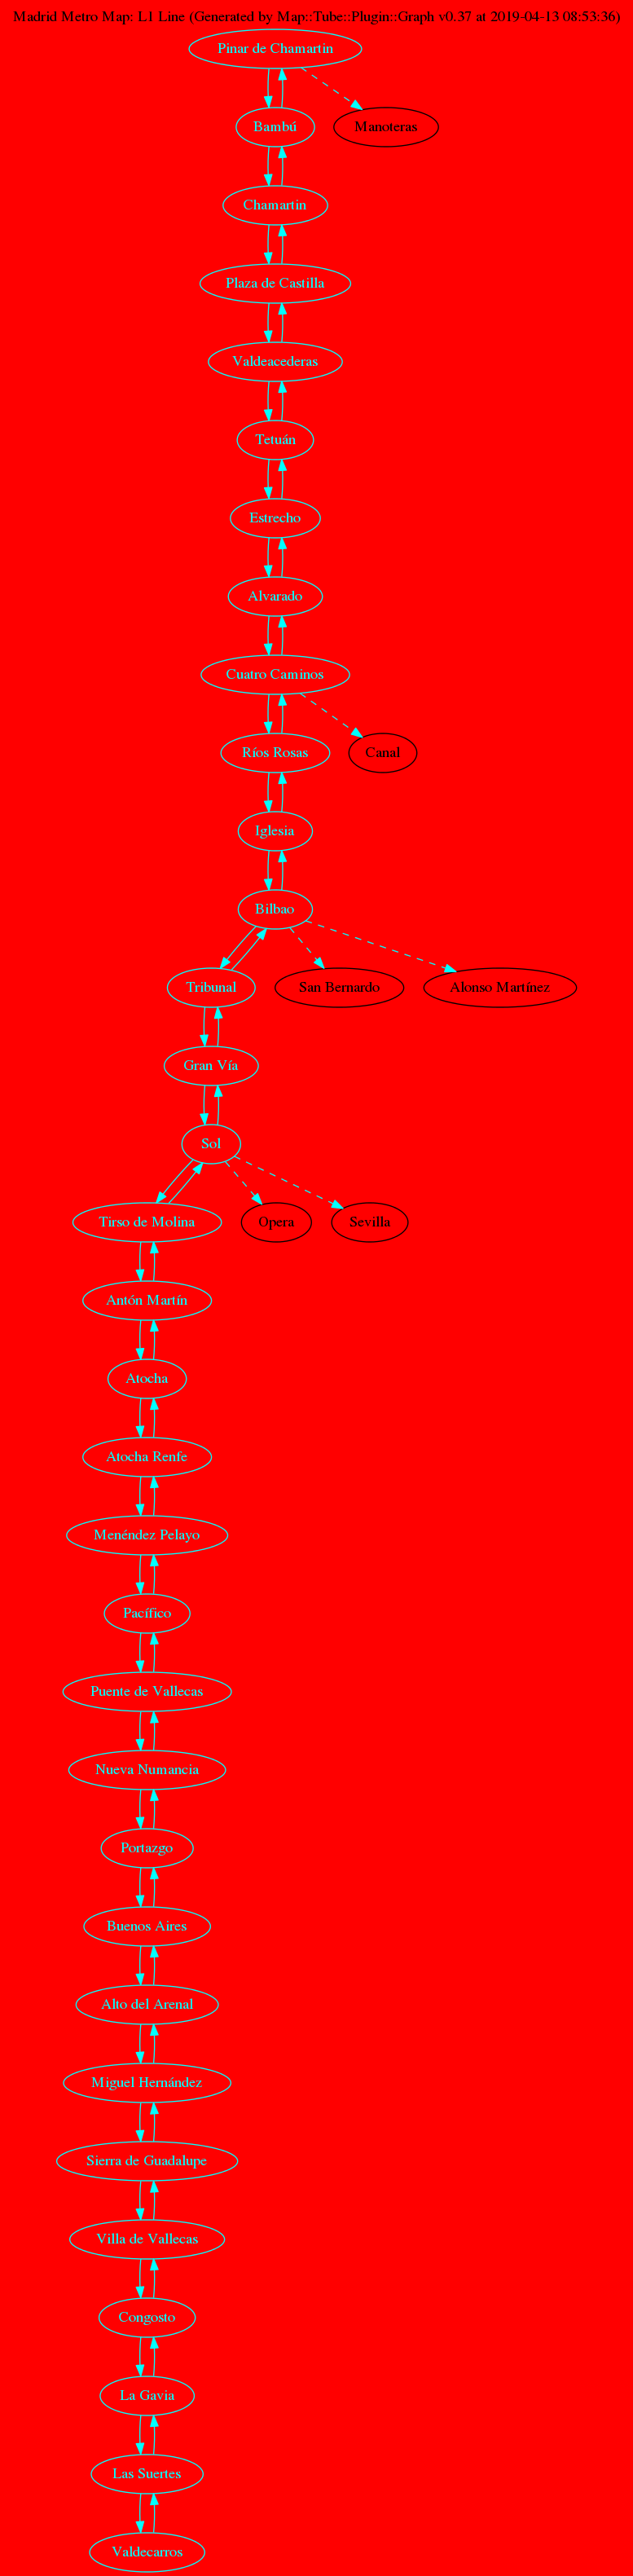 Madrid Metro Map: L1 Line (Generated by Map::Tube::Plugin::Graph v0.37 at 2019-04-13 08:53:36)
Pinar de Chamartin
Bambú
Manoteras
Chamartin
Plaza de Castilla
Valdeacederas
Tetuán
Estrecho
Alvarado
Cuatro Caminos
Ríos Rosas
Canal
Iglesia
Bilbao
Tribunal
San Bernardo
Alonso Martínez
Gran Vía
Sol
Tirso de Molina
Opera
Sevilla
Antón Martín
Atocha
Atocha Renfe
Menéndez Pelayo
Pacífico
Puente de Vallecas
Nueva Numancia
Portazgo
Buenos Aires
Alto del Arenal
Miguel Hernández
Sierra de Guadalupe
Villa de Vallecas
Congosto
La Gavia
Las Suertes
Valdecarros